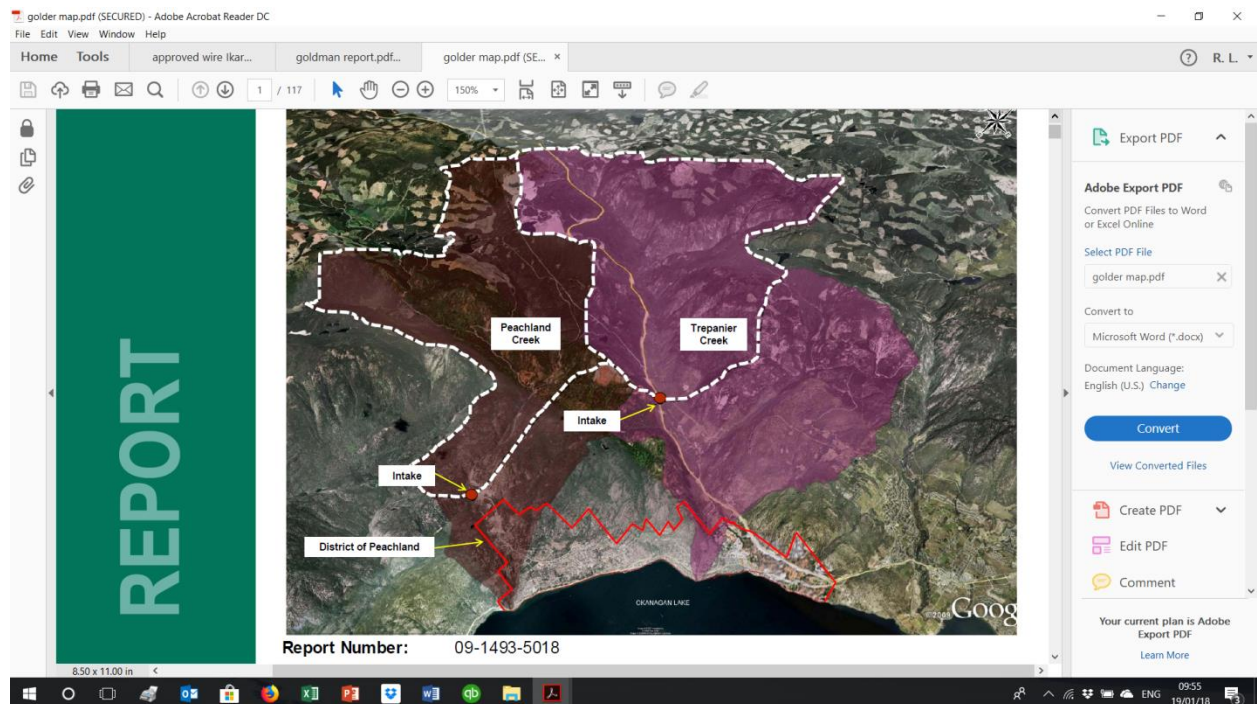 golder map.pdf (SECURED) - Adobe Acrobat Reader DC
File Edit View Window Help
Home Tools approved wire Ikar... goldman report.pdf... golder map.pdf (SE... × R. L.
1 / 117 150%
REPORT
Peachland
Creek
Trepanier
Creek
Intake
Intake
District of Peachland
OKANAGAN LAKE
Goog
Report Number: 09-1493-5018
8.50 x 11.00 in
Export PDF
Adobe Export PDF
Convert PDF Files to Word
or Excel Online
Select PDF File
golder map.pdf
Convert to
Microsoft Word (*.docx)
Document Language:
English (U.S.) Change
Convert
View Converted Files
Create PDF
Edit PDF
Comment
Your current plan is Adobe
Export PDF
Learn More
ENG
09:55
19/01/18
3